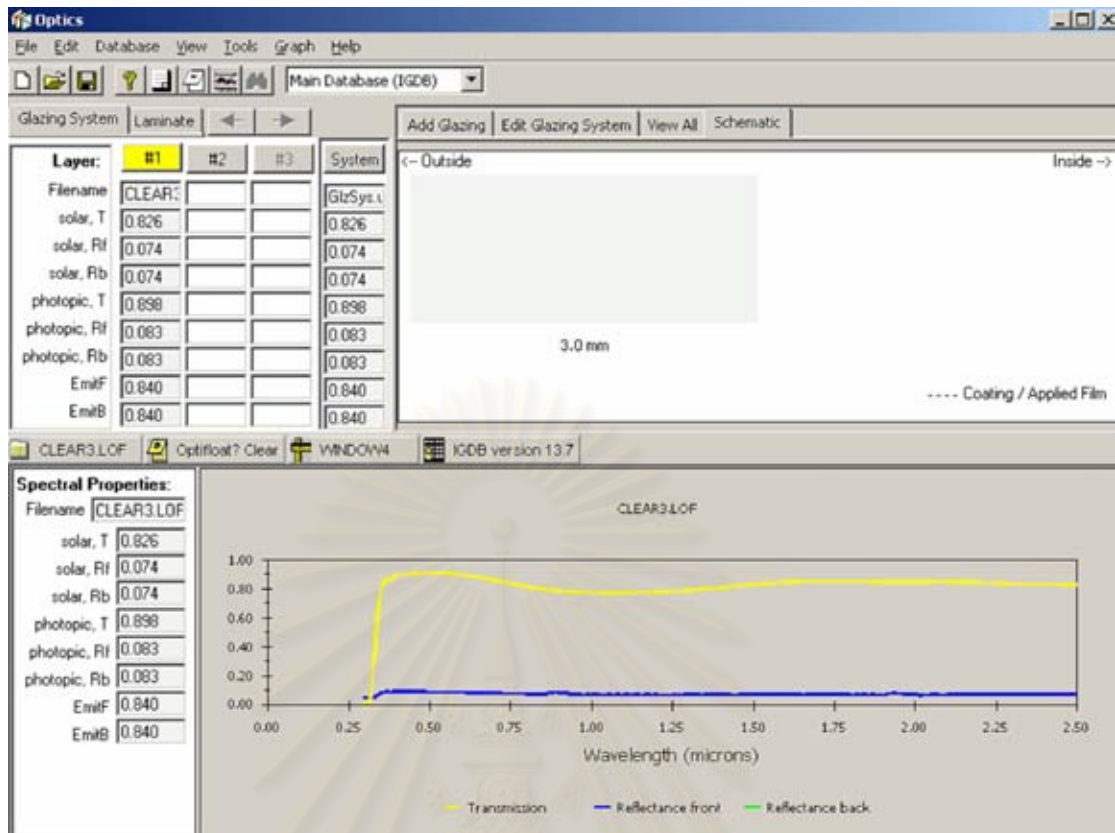 Optics
File Edit Database View Tools Graph Help
Main Database (IGDB)
Glazing System Laminate
Layer: #1 #2 #3 System
Filename CLEAR3 GlzSys.u
solar, T 0.826 0.826
solar, Rf 0.074 0.074
solar, Rb 0.074 0.074
photopic, T 0.898 0.898
photopic, Rf 0.083 0.083
photopic, Rb 0.083 0.083
EmitF 0.840 0.840
EmitB 0.840 0.840
Add Glazing Edit Glazing System View All Schematic
<-- Outside Inside -->
3.0 mm
---- Coating / Applied Film
CLEAR3.LOF Optifloat? Clear WINDOW4 IGDB version 13.7
Spectral Properties:
Filename CLEAR3.LOF
solar, T 0.826
solar, Rf 0.074
solar, Rb 0.074
photopic, T 0.898
photopic, Rf 0.083
photopic, Rb 0.083
EmitF 0.840
EmitB 0.840
CLEAR3.LOF
1.00
0.80
0.60
0.40
0.20
0.00
0.00 0.25 0.50 0.75 1.00 1.25 1.50 1.75 2.00 2.25 2.50
Wavelength (microns)
Transmission Reflectance front Reflectance back